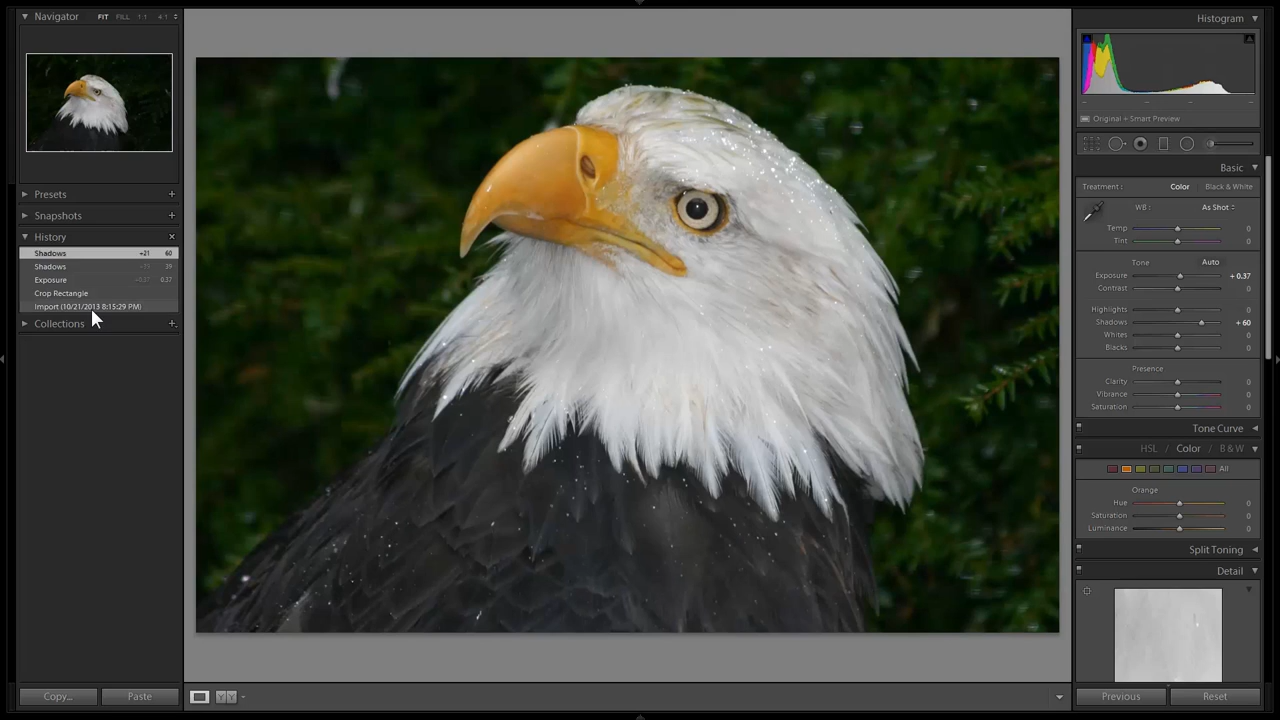 Navigator FIT FILL 1:1 4:1
Presets +
Snapshots +
History ×
Shadows +21 60
Shadows 39
Exposure 0.37
Crop Rectangle
Import (10/21/2013 8:15:29 PM)
Collections +
Copy... Paste
Histogram
Original + Smart Preview
Basic
Treatment : Color Black & White
WB : As Shot
Temp 0
Tint 0
Tone Auto
Exposure + 0.37
Contrast 0
Highlights 0
Shadows + 60
Whites 0
Blacks 0
Presence
Clarity 0
Vibrance 0
Saturation 0
Tone Curve
HSL / Color / B & W
All
Orange
Hue 0
Saturation 0
Luminance 0
Split Toning
Detail
Y Y
Previous Reset